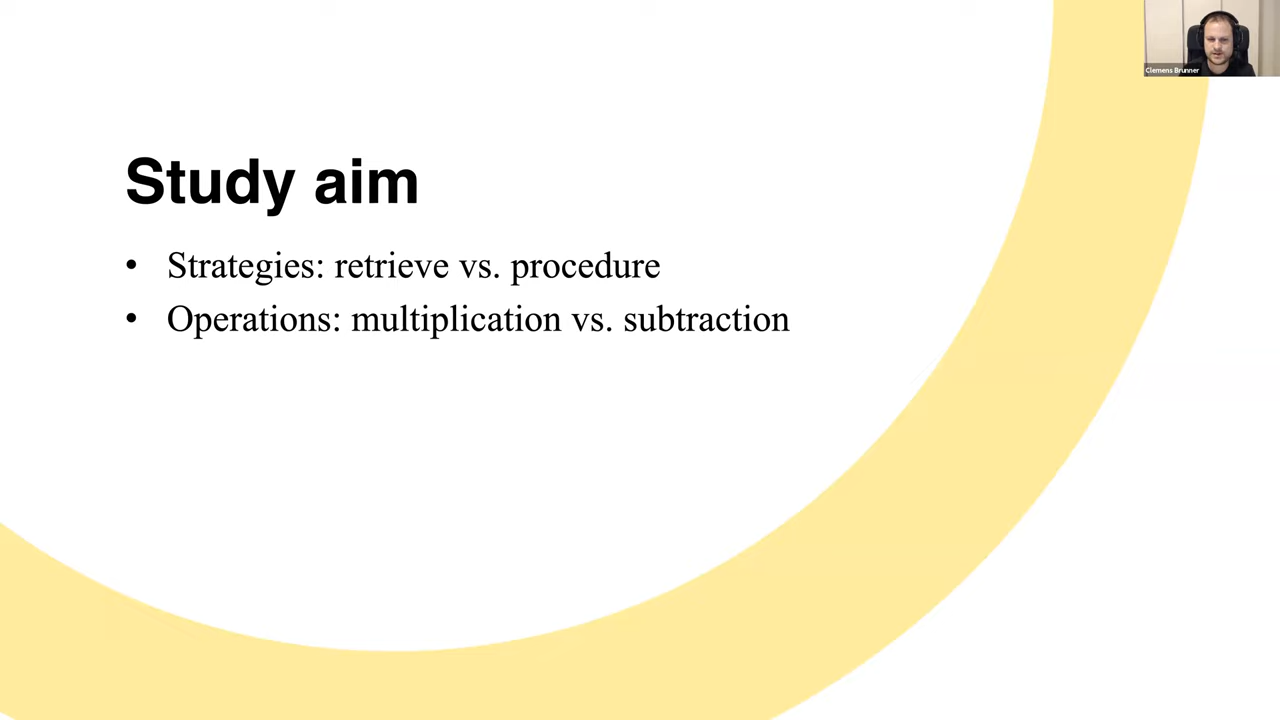 Clemens Brunner
Study aim
• Strategies: retrieve vs. procedure
• Operations: multiplication vs. subtraction